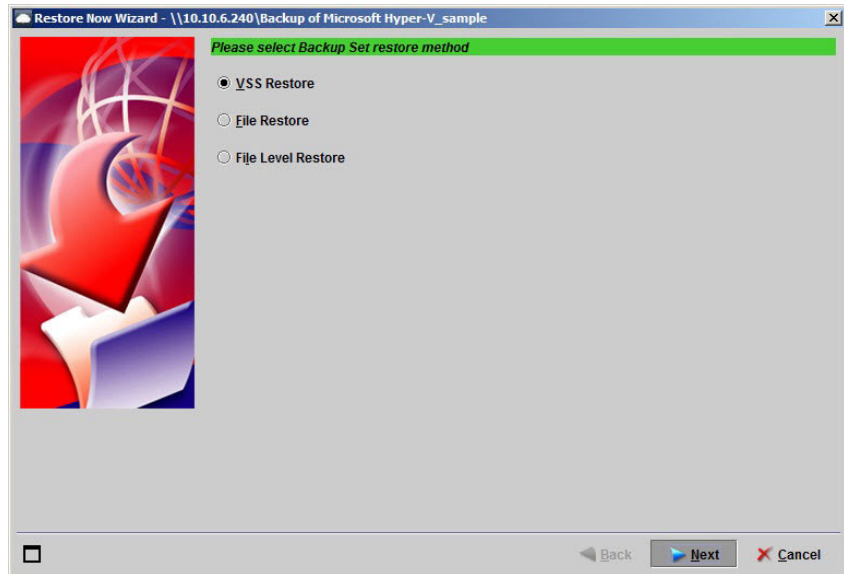 Restore Now Wizard - \\10.10.6.240\Backup of Microsoft Hyper-V_sample
Please select Backup Set restore method
VSS Restore
File Restore
File Level Restore
Back
Next
Cancel